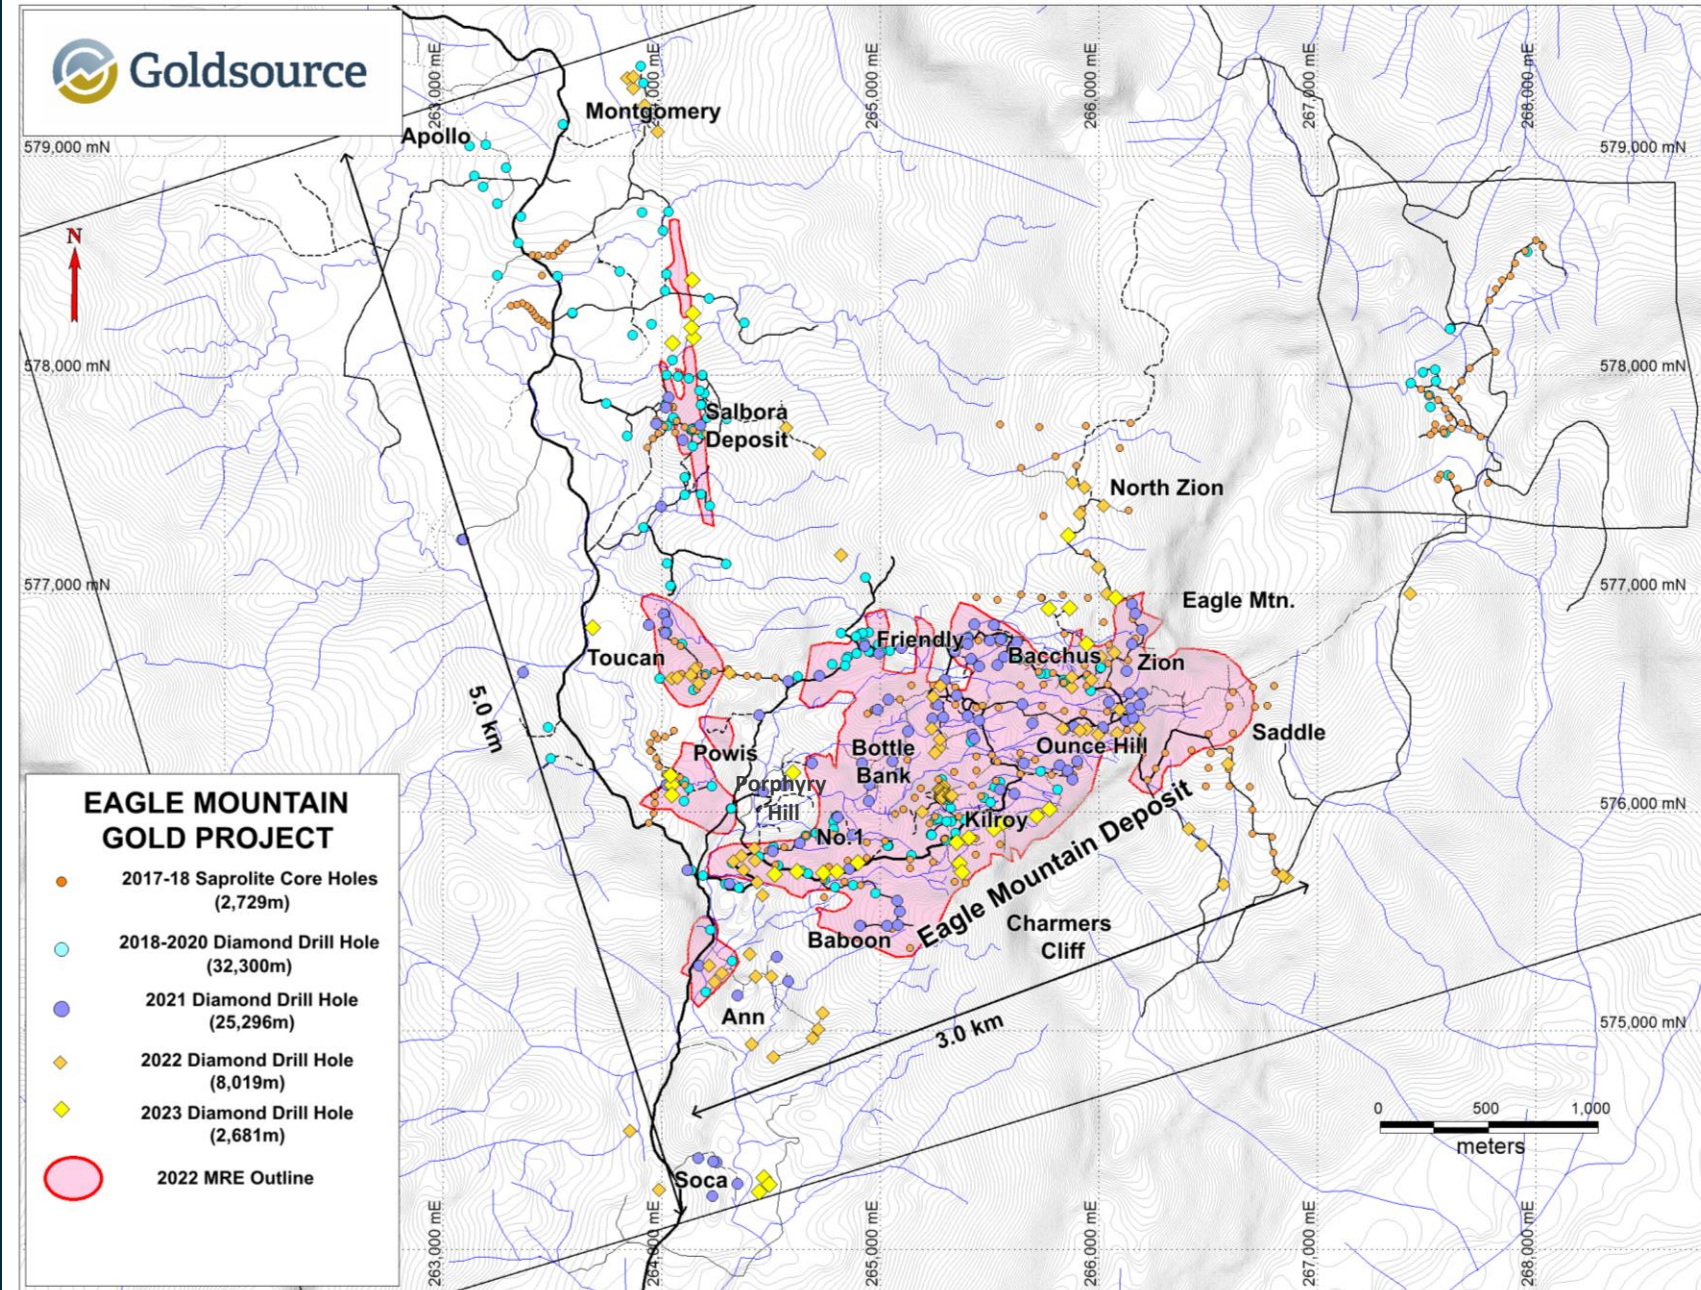 Goldsource
263,000 mE
264,000 mE
265,000 mE
266,000 mE
267,000 mE
268,000 mE
Montgomery
Apollo
579,000 mN
579,000 mN
N
578,000 mN
578,000 mN
Salbora
Deposit
North Zion
577,000 mN
577,000 mN
Eagle Mtn.
Friendly
Toucan
Bacchus
Zion
5.0 km
Saddle
Powis
Bottle
Bank
Ounce Hill
Porphyry
Hill
576,000 mN
No.1
Kilroy
Eagle Mountain Deposit
Baboon
Charmers
Cliff
Ann
575,000 mN
3.0 km
Soca
EAGLE MOUNTAIN
GOLD PROJECT
2017-18 Saprolite Core Holes
(2,729m)
2018-2020 Diamond Drill Hole
(32,300m)
2021 Diamond Drill Hole
(25,296m)
2022 Diamond Drill Hole
(8,019m)
2023 Diamond Drill Hole
(2,681m)
2022 MRE Outline
0 500 1,000
meters
263,000 mE
264,000 mE
265,000 mE
266,000 mE
267,000 mE
268,000 mE